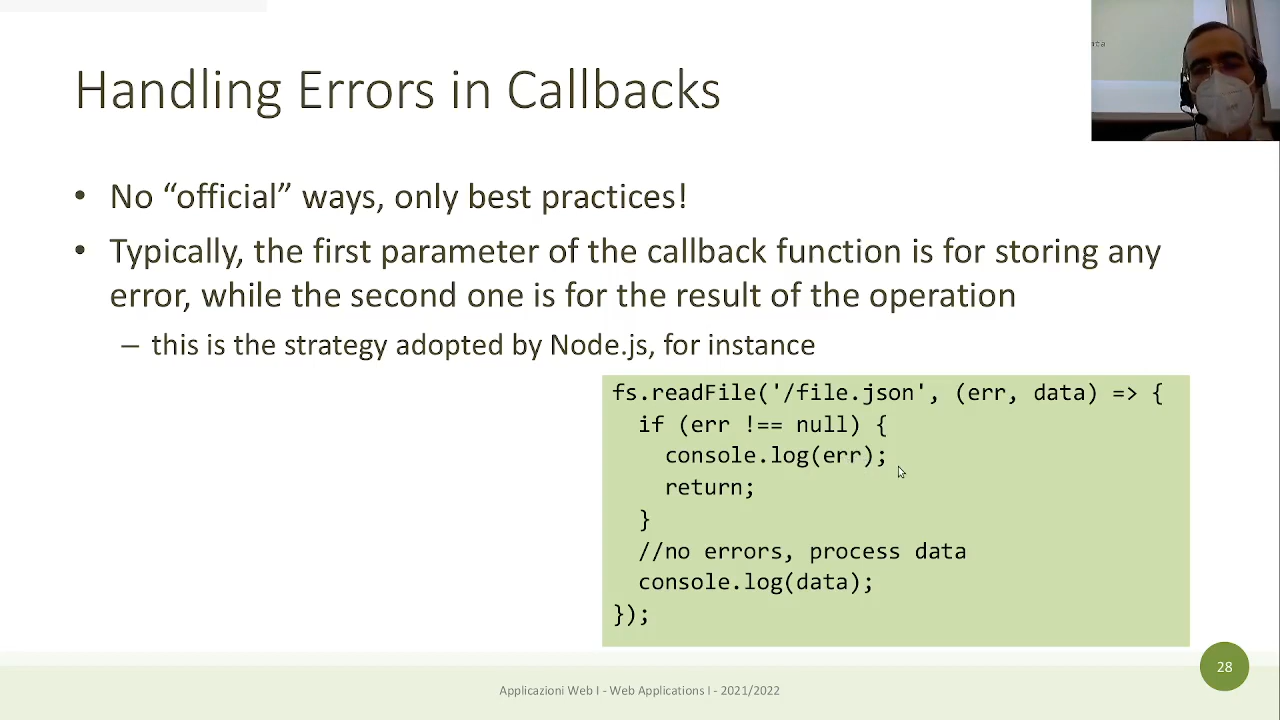 Handling Errors in Callbacks
• No “official” ways, only best practices!
• Typically, the first parameter of the callback function is for storing any
error, while the second one is for the result of the operation
– this is the strategy adopted by Node.js, for instance
fs.readFile('/file.json', (err, data) => {
  if (err !== null) {
    console.log(err);
    return;
  }
  //no errors, process data
  console.log(data);
});
28
Applicazioni Web I - Web Applications I - 2021/2022